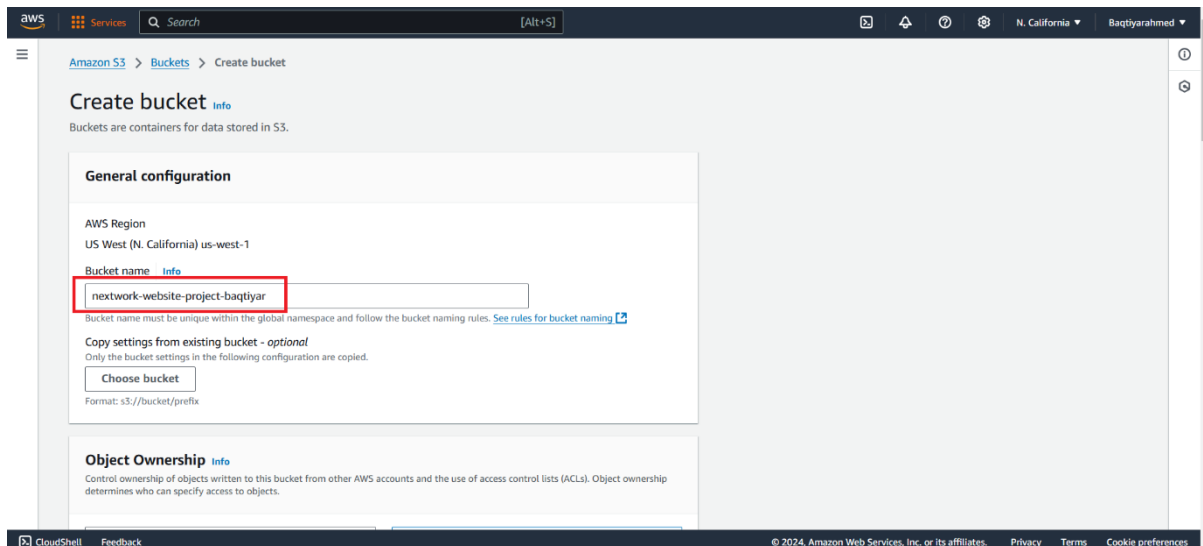 aws Services Search [Alt+S] N. California ▼ Baqtiyarahmed ▼
Amazon S3 > Buckets > Create bucket
Create bucket Info
Buckets are containers for data stored in S3.
General configuration
AWS Region
US West (N. California) us-west-1
Bucket name Info
nextwork-website-project-baqtiyar
Bucket name must be unique within the global namespace and follow the bucket naming rules. See rules for bucket naming
Copy settings from existing bucket - optional
Only the bucket settings in the following configuration are copied.
Choose bucket
Format: s3://bucket/prefix
Object Ownership Info
Control ownership of objects written to this bucket from other AWS accounts and the use of access control lists (ACLs). Object ownership
determines who can specify access to objects.
CloudShell Feedback © 2024, Amazon Web Services, Inc. or its affiliates. Privacy Terms Cookie preferences